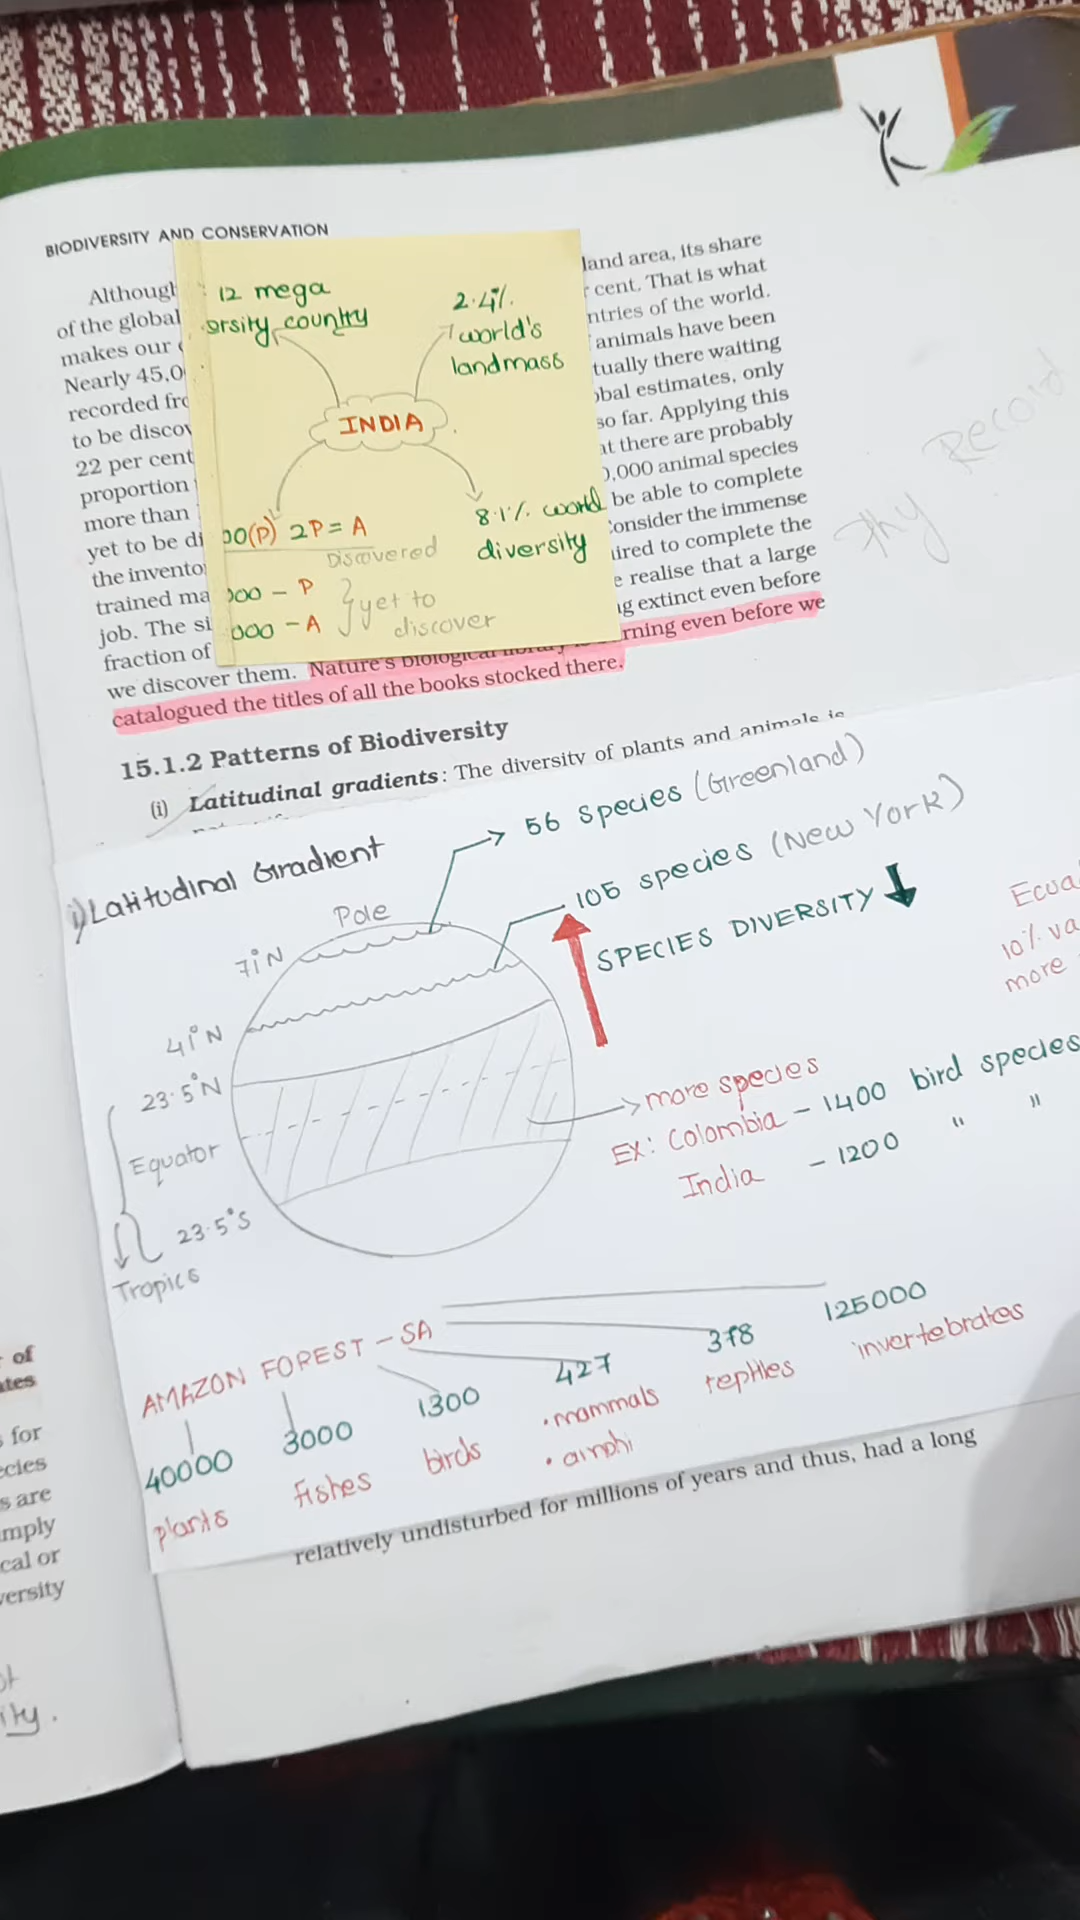 BIODIVERSITY AND CONSERVATION
Although
land area, its share
of the global
cent. That is what
makes our
ntries of the world.
Nearly 45,0
animals have been
recorded fro
tually there waiting
to be discov
obal estimates, only
22 per cent
so far. Applying this
proportion
at there are probably
more than
0,000 animal species
yet to be di
be able to complete
the invento
onsider the immense
trained ma
ired to complete the
job. The si
e realise that a large
fraction of
ng extinct even before
we discover them. Nature's biological
rning even before we
catalogued the titles of all the books stocked there.
12 mega
ersity country
2.4%
world's
landmass
INDIA
00(P) 2P = A
Discovered
000 - P
000 - A
yet to
discover
8.1% world
diversity
15.1.2 Patterns of Biodiversity
(i) Latitudinal gradients: The diversity of plants and animals is
i) Latitudinal Gradient
56 species (Greenland)
105 species (New York)
SPECIES DIVERSITY ↓
Pole
71°N
41°N
23.5°N
Equator
23.5°S
Tropics
Ecua
10% va
more
more species
Ex: Colombia - 1400 bird species
India - 1200 " "
AMAZON FOREST - SA
40000
plants
3000
fishes
1300
birds
427
• mammals
• amphi
378
reptiles
125000
invertebrates
relatively undisturbed for millions of years and thus, had a long
of
ates
for
ecies
s are
mply
cal or
versity
ity.
Record